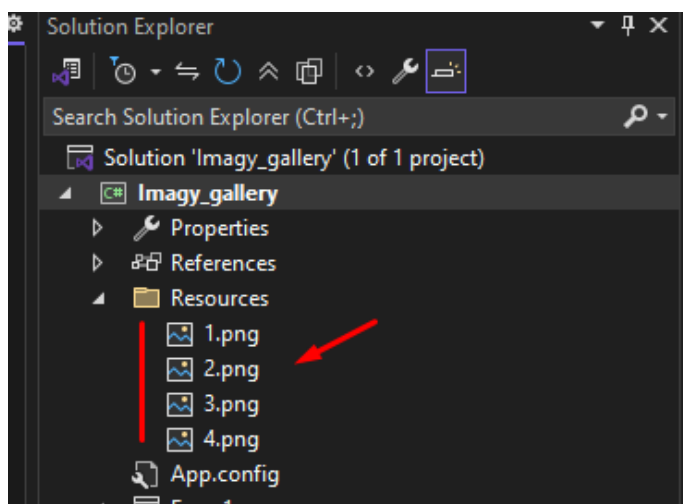 Solution Explorer
Search Solution Explorer (Ctrl+;)
Solution 'Imagy_gallery' (1 of 1 project)
C# Imagy_gallery
Properties
References
Resources
1.png
2.png
3.png
4.png
App.config